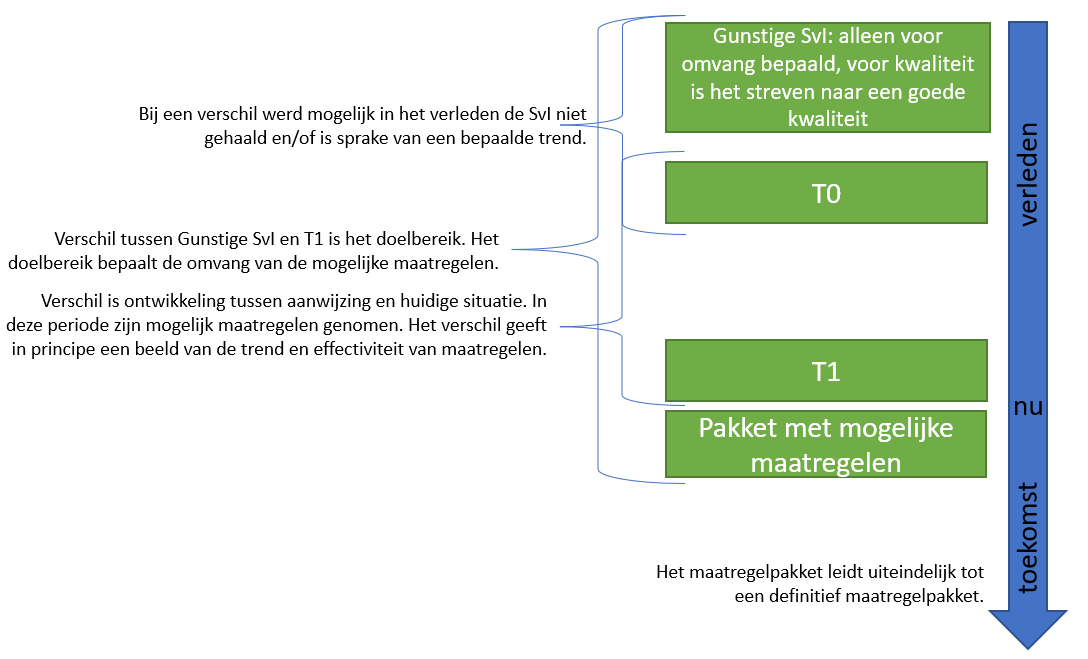 Gunstige SvI: alleen voor
omvang bepaald, voor kwaliteit
is het streven naar een goede
kwaliteit
Bij een verschil werd mogelijk in het verleden de SvI niet
gehaald en/of is sprake van een bepaalde trend.
verleden
T0
Verschil tussen Gunstige SvI en T1 is het doelbereik. Het
doelbereik bepaalt de omvang van de mogelijke maatregelen.
Verschil is ontwikkeling tussen aanwijzing en huidige situatie. In
deze periode zijn mogelijk maatregelen genomen. Het verschil geeft
in principe een beeld van de trend en effectiviteit van maatregelen.
T1
nu
Pakket met mogelijke
maatregelen
toekomst
Het maatregelpakket leidt uiteindelijk tot
een definitief maatregelpakket.